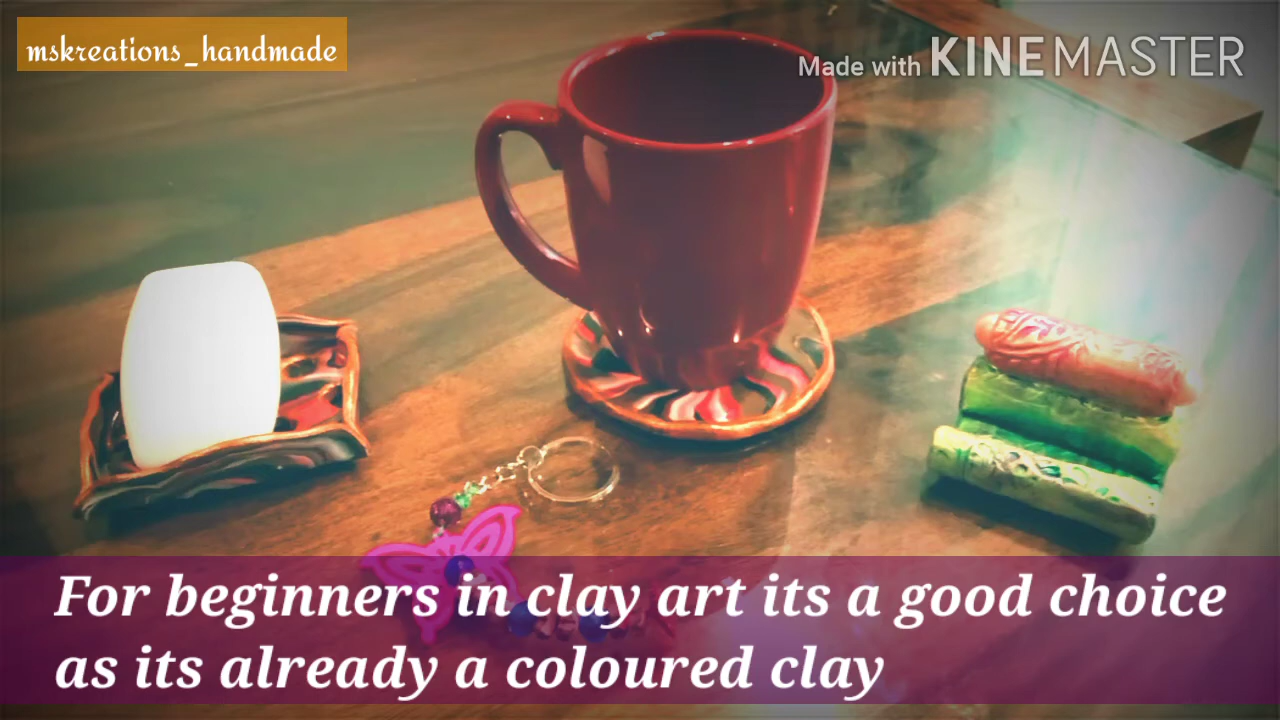 mskreations_handmade
Made with KINEMASTER
For beginners in clay art its a good choice
as its already a coloured clay